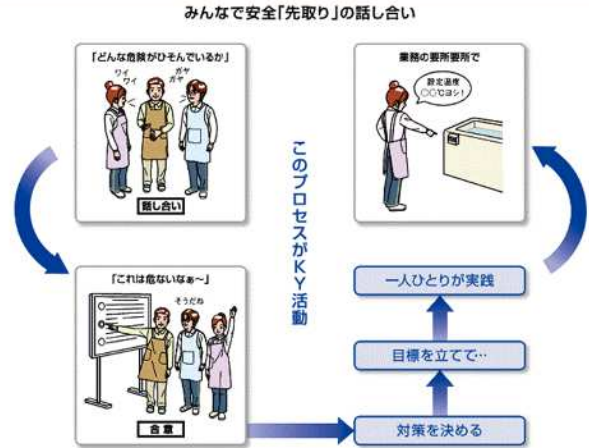 みんなで安全「先取り」の話し合い
「どんな危険がひそんでいるか」
ワイ
ワイ
ガヤ
ガヤ
話し合い
「これは危ないなぁ~」
そうだね
合意
このプロセスがKY活動
対策を決める
目標を立てて…
一人ひとりが実践
業務の要所要所で
設定温度
○○℃ヨシ!